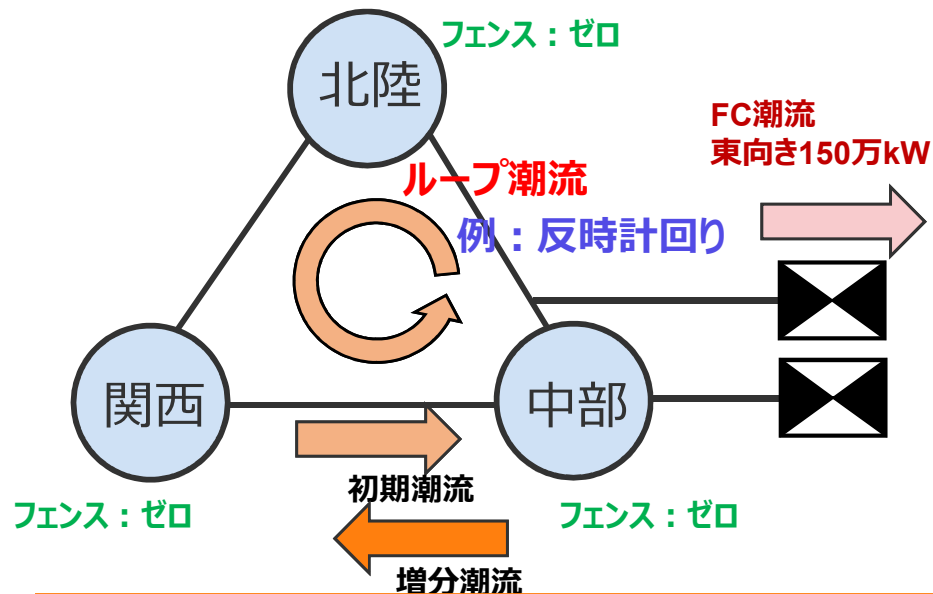 フェンス：ゼロ
北陸
FC潮流
東向き150万kW
ループ潮流
例：反時計回り
関西
中部
初期潮流
フェンス：ゼロ
フェンス：ゼロ
増分潮流